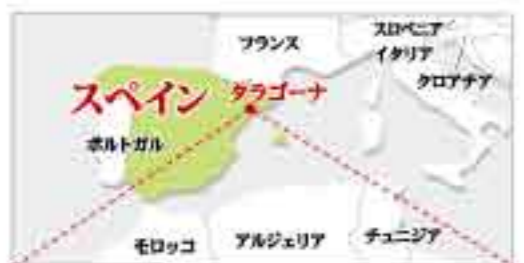 スロベニア
フランス
イタリア
クロアチア
スペイン
タラゴーナ
ポルトガル
モロッコ
アルジェリア
チュニジア